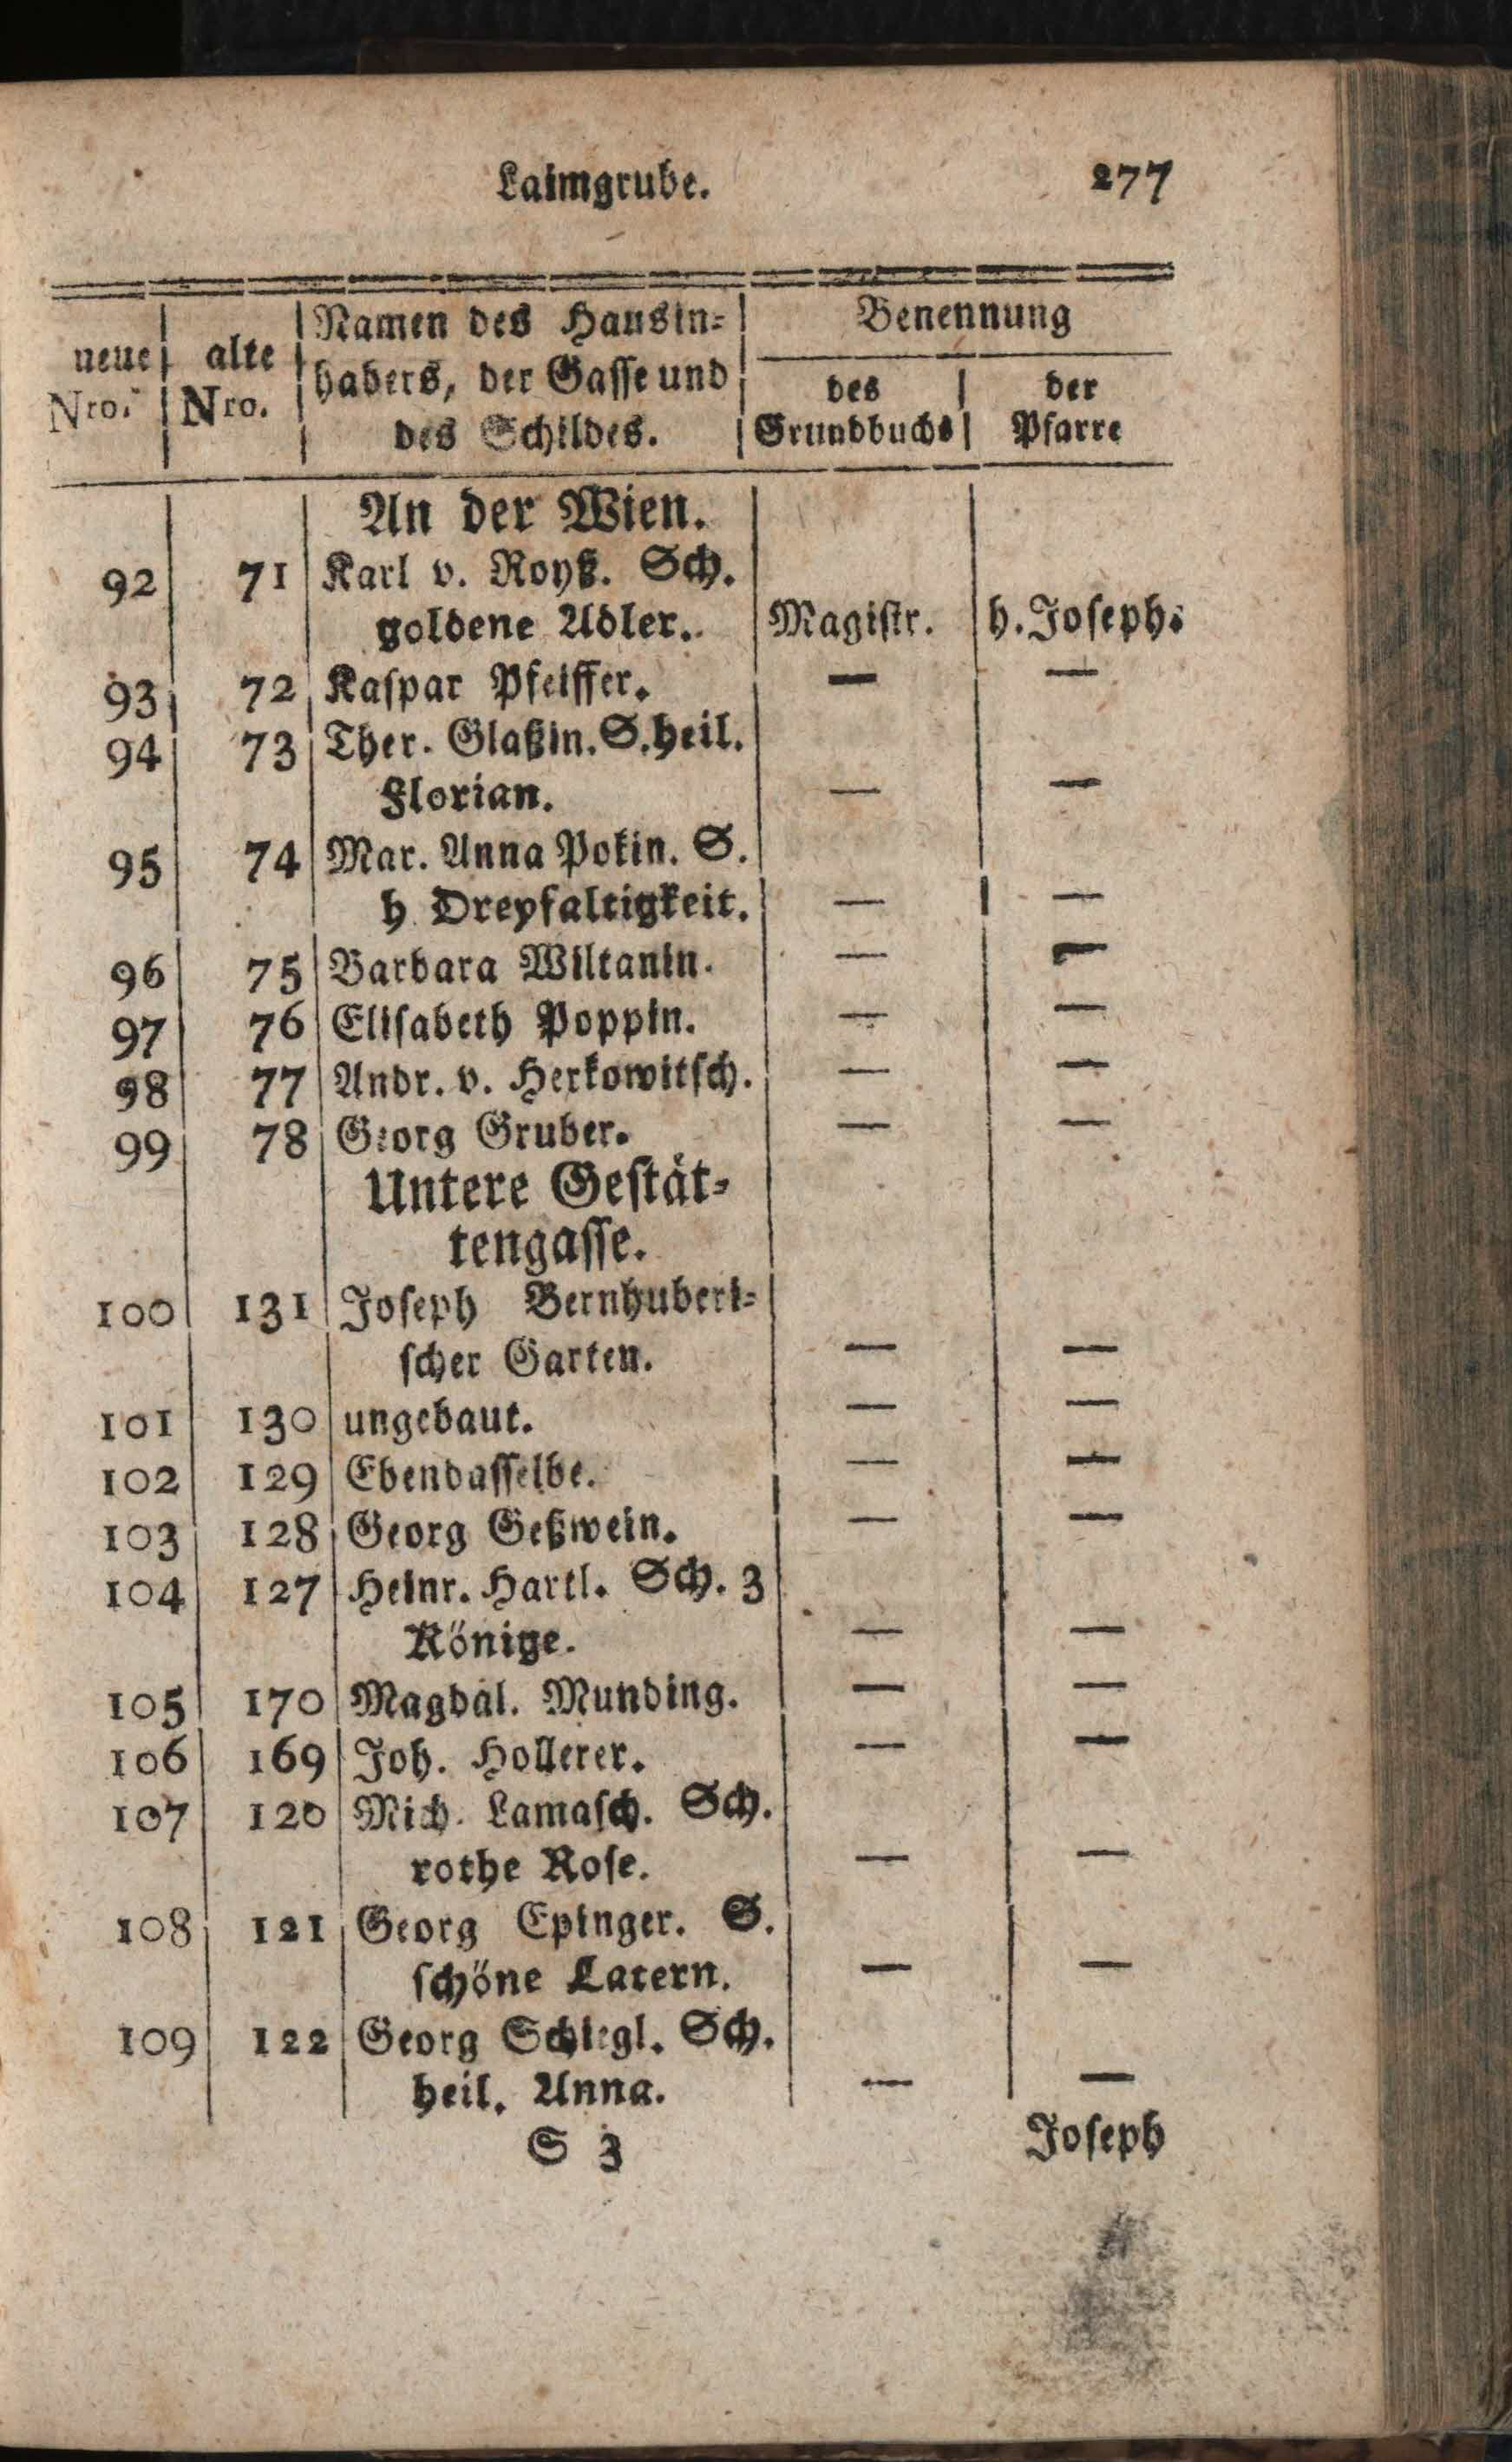 Laimgrube. 277
neue Nro. | alte Nro. | Namen des Hausin= | Benennung
habers, der Gasse und | des | der
des Schildes. | Grundbuchs | Pfarre
An der Wien.
92 | 71 | Karl v. Royß. Sch.
goldene Adler. | Magistr. | h. Joseph.
93 | 72 | Kaspar Pfeiffer. | — | —
94 | 73 | Ther. Glaßin. S. heil.
Florian. | — | —
95 | 74 | Mar. Anna Pokin. S.
h Dreyfaltigkeit. | — | —
96 | 75 | Barbara Wiltanin. | — | —
97 | 76 | Elisabeth Poppin. | — | —
98 | 77 | Andr. v. Herkowitsch. | — | —
99 | 78 | Georg Gruber. | — | —
Untere Gestät=
tengasse.
100 | 131 | Joseph Bernhuberi=
scher Garten. | — | —
101 | 130 | ungebaut. | — | —
102 | 129 | Ebendasselbe. | — | —
103 | 128 | Georg Geßwein. | — | —
104 | 127 | Heinr. Hartl. Sch. 3
Könige. | — | —
105 | 170 | Magdal. Munding. | — | —
106 | 169 | Joh. Hollerer. | — | —
107 | 120 | Mich. Lamasch. Sch.
rothe Rose. | — | —
108 | 121 | Georg Epinger. S.
schöne Latern. | — | —
109 | 122 | Georg Schiegl. Sch.
heil. Anna. | — | —
S 3 Joseph